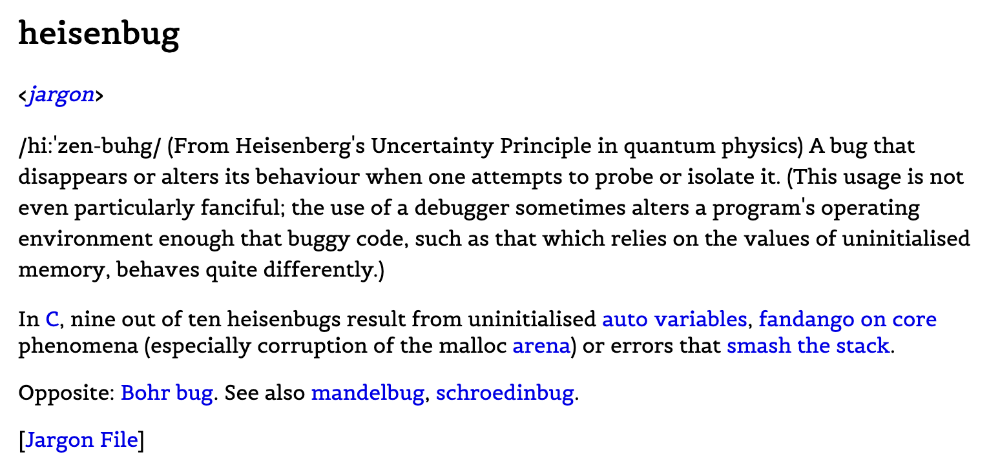 heisenbug
<jargon>
/hi:'zen-buhg/ (From Heisenberg's Uncertainty Principle in quantum physics) A bug that
disappears or alters its behaviour when one attempts to probe or isolate it. (This usage is not
even particularly fanciful; the use of a debugger sometimes alters a program's operating
environment enough that buggy code, such as that which relies on the values of uninitialised
memory, behaves quite differently.)
In C, nine out of ten heisenbugs result from uninitialised auto variables, fandango on core
phenomena (especially corruption of the malloc arena) or errors that smash the stack.
Opposite: Bohr bug. See also mandelbug, schroedinbug.
[Jargon File]